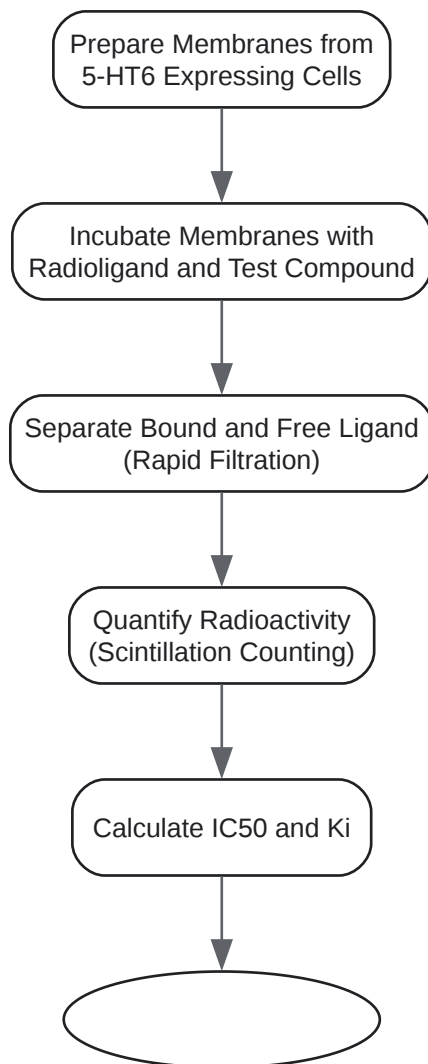 Prepare Membranes from
5-HT6 Expressing Cells
Incubate Membranes with
Radioligand and Test Compound
Separate Bound and Free Ligand
(Rapid Filtration)
Quantify Radioactivity
(Scintillation Counting)
Calculate IC50 and Ki